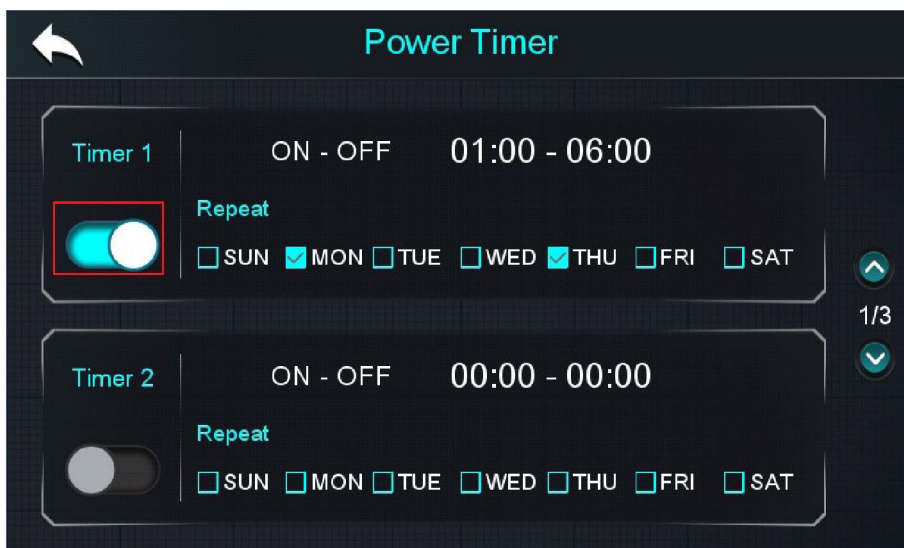 Power Timer
Timer 1
ON - OFF 01:00 - 06:00
Repeat
SUN MON TUE WED THU FRI SAT
1/3
Timer 2
ON - OFF 00:00 - 00:00
Repeat
SUN MON TUE WED THU FRI SAT